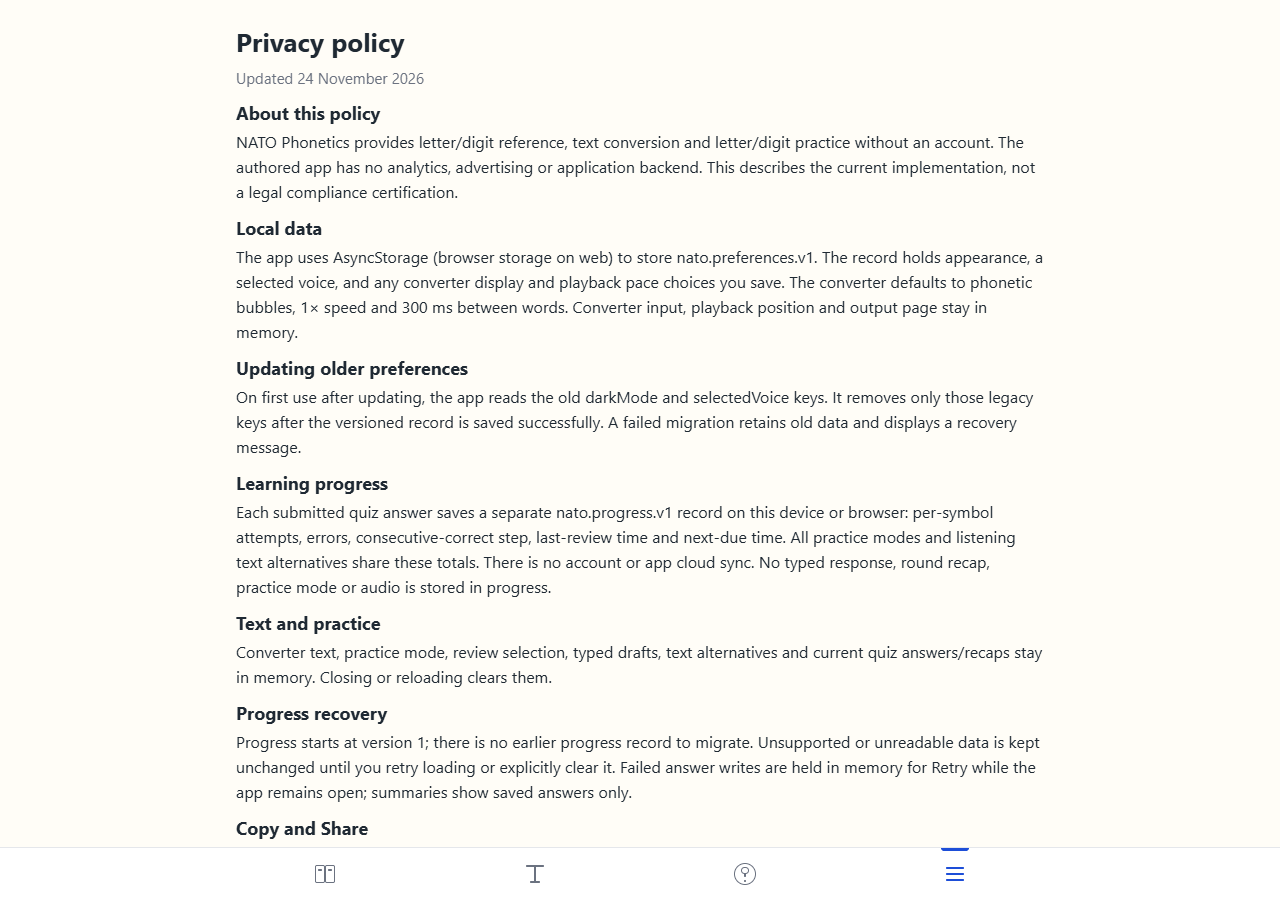 Privacy policy
Updated 24 November 2026
About this policy
NATO Phonetics provides letter/digit reference, text conversion and letter/digit practice without an account. The
authored app has no analytics, advertising or application backend. This describes the current implementation, not
a legal compliance certification.
Local data
The app uses AsyncStorage (browser storage on web) to store nato.preferences.v1. The record holds appearance, a
selected voice, and any converter display and playback pace choices you save. The converter defaults to phonetic
bubbles, 1× speed and 300 ms between words. Converter input, playback position and output page stay in
memory.
Updating older preferences
On first use after updating, the app reads the old darkMode and selectedVoice keys. It removes only those legacy
keys after the versioned record is saved successfully. A failed migration retains old data and displays a recovery
message.
Learning progress
Each submitted quiz answer saves a separate nato.progress.v1 record on this device or browser: per-symbol
attempts, errors, consecutive-correct step, last-review time and next-due time. All practice modes and listening
text alternatives share these totals. There is no account or app cloud sync. No typed response, round recap,
practice mode or audio is stored in progress.
Text and practice
Converter text, practice mode, review selection, typed drafts, text alternatives and current quiz answers/recaps stay
in memory. Closing or reloading clears them.
Progress recovery
Progress starts at version 1; there is no earlier progress record to migrate. Unsupported or unreadable data is kept
unchanged until you retry loading or explicitly clear it. Failed answer writes are held in memory for Retry while the
app remains open; summaries show saved answers only.
Copy and Share